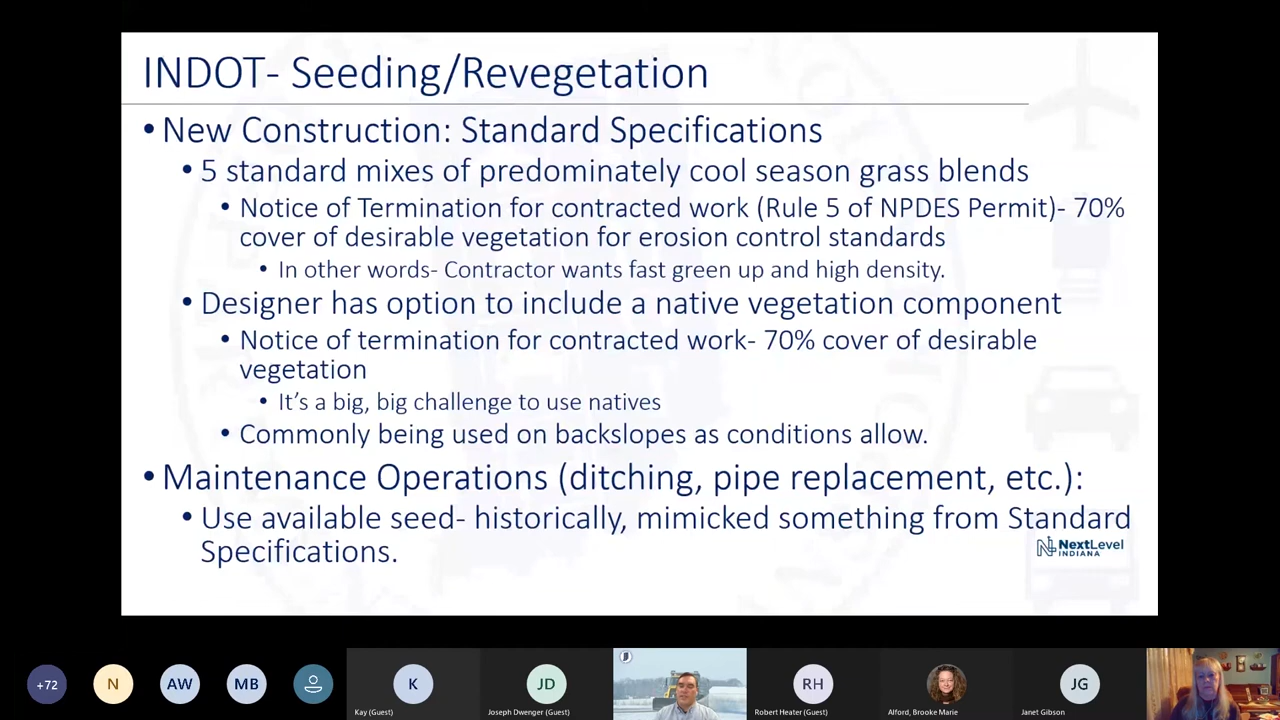 INDOT- Seeding/Revegetation
• New Construction: Standard Specifications
• 5 standard mixes of predominately cool season grass blends
• Notice of Termination for contracted work (Rule 5 of NPDES Permit)- 70%
cover of desirable vegetation for erosion control standards
• In other words- Contractor wants fast green up and high density.
• Designer has option to include a native vegetation component
• Notice of termination for contracted work- 70% cover of desirable
vegetation
• It's a big, big challenge to use natives
• Commonly being used on backslopes as conditions allow.
• Maintenance Operations (ditching, pipe replacement, etc.):
• Use available seed- historically, mimicked something from Standard
Specifications.
NextLevel
INDIANA
+72
N
AW
MB
K
Kay (Guest)
JD
Joseph Dwenger (Guest)
RH
Robert Heater (Guest)
Alford, Brooke Marie
JG
Janet Gibson